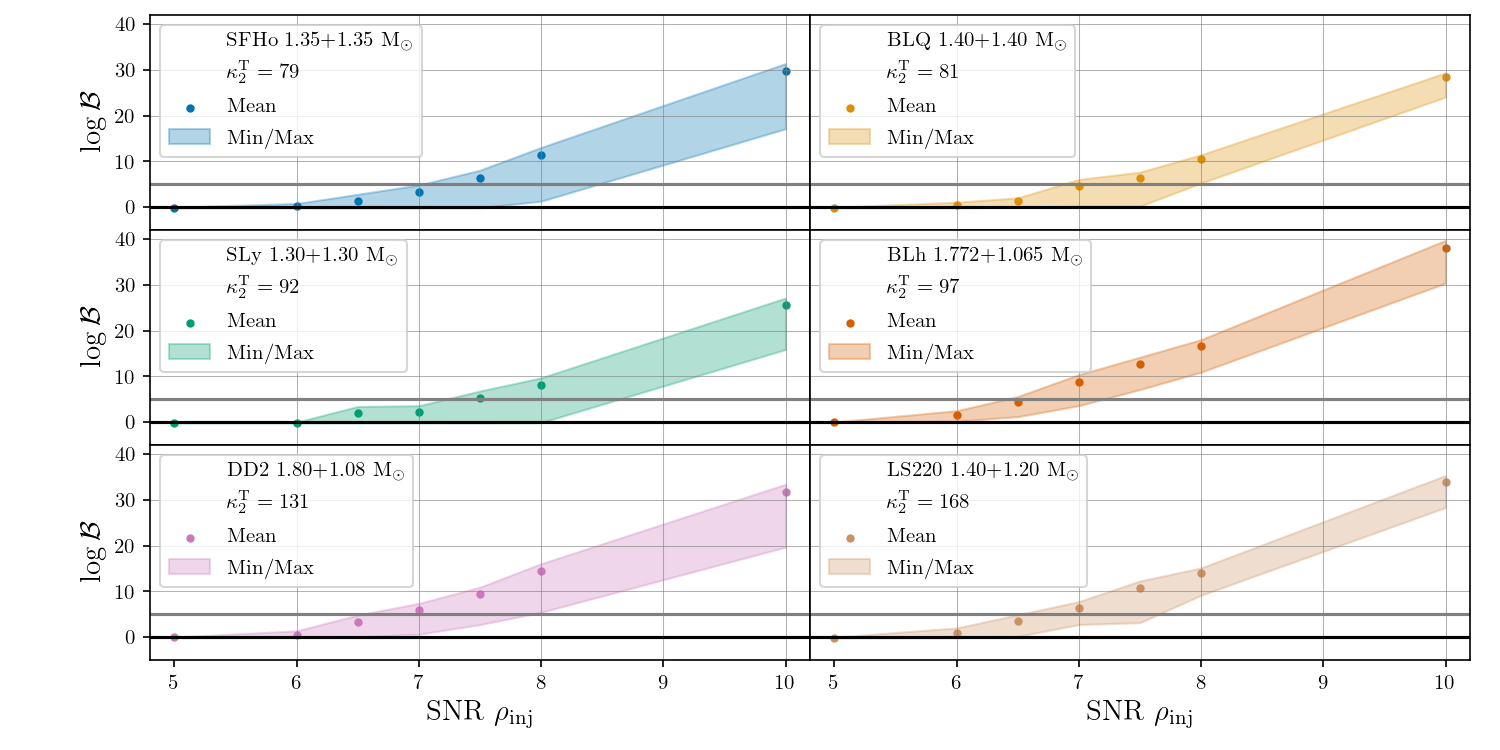 40
30
20
10
0
log ℬ
SFHo 1.35+1.35 M⊙
κ₂ᵀ = 79
Mean
Min/Max
BLQ 1.40+1.40 M⊙
κ₂ᵀ = 81
Mean
Min/Max
40
30
20
10
0
log ℬ
SLy 1.30+1.30 M⊙
κ₂ᵀ = 92
Mean
Min/Max
BLh 1.772+1.065 M⊙
κ₂ᵀ = 97
Mean
Min/Max
40
30
20
10
0
log ℬ
DD2 1.80+1.08 M⊙
κ₂ᵀ = 131
Mean
Min/Max
LS220 1.40+1.20 M⊙
κ₂ᵀ = 168
Mean
Min/Max
5 6 7 8 9 10
5 6 7 8 9 10
SNR ρinj
SNR ρinj